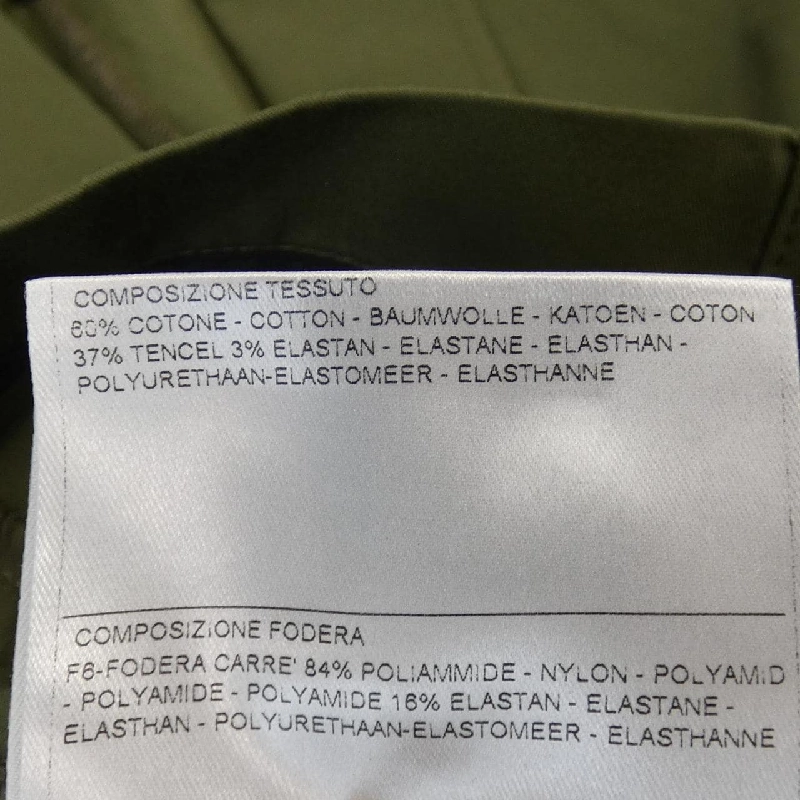 COMPOSIZIONE TESSUTO
60% COTONE - COTTON - BAUMWOLLE - KATOEN - COTON
37% TENCEL 3% ELASTAN - ELASTANE - ELASTHAN -
POLYURETHAAN-ELASTOMEER - ELASTHANNE
COMPOSIZIONE FODERA
F6-FODERA CARRE' 84% POLIAMMIDE - NYLON - POLYAMID
- POLYAMIDE - POLYAMIDE 16% ELASTAN - ELASTANE -
ELASTHAN - POLYURETHAAN-ELASTOMEER - ELASTHANNE